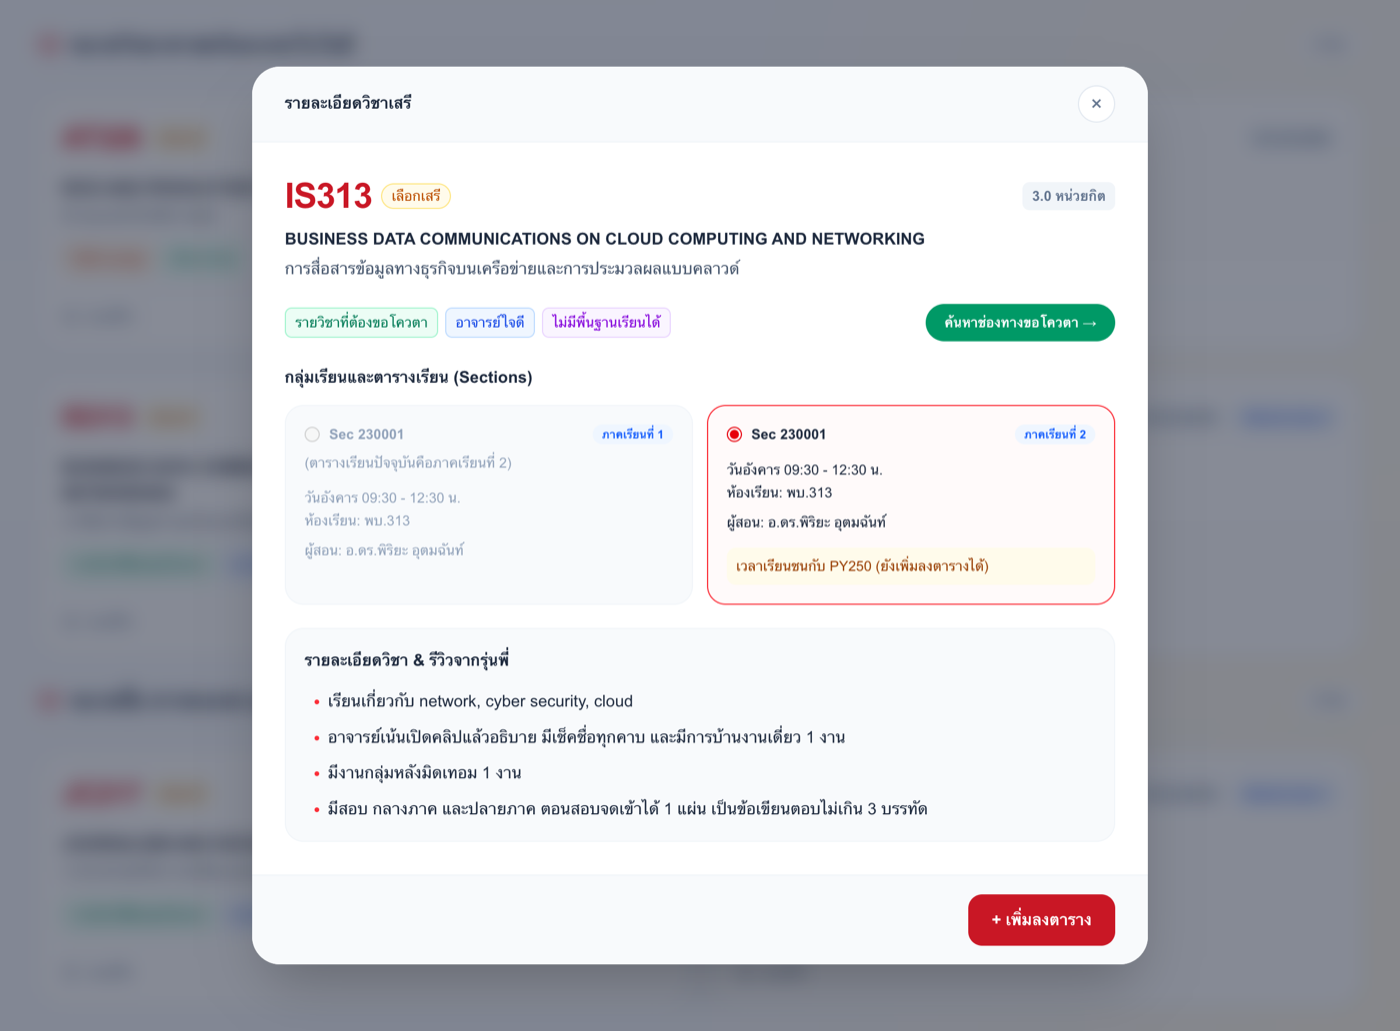 รายละเอียดวิชาเสรี
×
IS313 เลือกเสรี
3.0 หน่วยกิต
BUSINESS DATA COMMUNICATIONS ON CLOUD COMPUTING AND NETWORKING
การสื่อสารข้อมูลทางธุรกิจบนเครือข่ายและการประมวลผลแบบคลาวด์
รายวิชาที่ต้องขอโควตา อาจารย์ใจดี ไม่มีพื้นฐานเรียนได้
ค้นหาช่องทางขอโควตา →
กลุ่มเรียนและตารางเรียน (Sections)
Sec 230001 ภาคเรียนที่ 1
(ตารางเรียนปัจจุบันคือภาคเรียนที่ 2)
วันอังคาร 09:30 - 12:30 น.
ห้องเรียน: พบ.313
ผู้สอน: อ.ดร.พิริยะ อุตมฉันท์
Sec 230001 ภาคเรียนที่ 2
วันอังคาร 09:30 - 12:30 น.
ห้องเรียน: พบ.313
ผู้สอน: อ.ดร.พิริยะ อุตมฉันท์
เวลาเรียนชนกับ PY250 (ยังเพิ่มลงตารางได้)
รายละเอียดวิชา & รีวิวจากรุ่นพี่
• เรียนเกี่ยวกับ network, cyber security, cloud
• อาจารย์เน้นเปิดคลิปแล้วอธิบาย มีเช็คชื่อทุกคาบ และมีการบ้านงานเดี่ยว 1 งาน
• มีงานกลุ่มหลังมิดเทอม 1 งาน
• มีสอบ กลางภาค และปลายภาค ตอนสอบจดเข้าได้ 1 แผ่น เป็นข้อเขียนตอบไม่เกิน 3 บรรทัด
+ เพิ่มลงตาราง